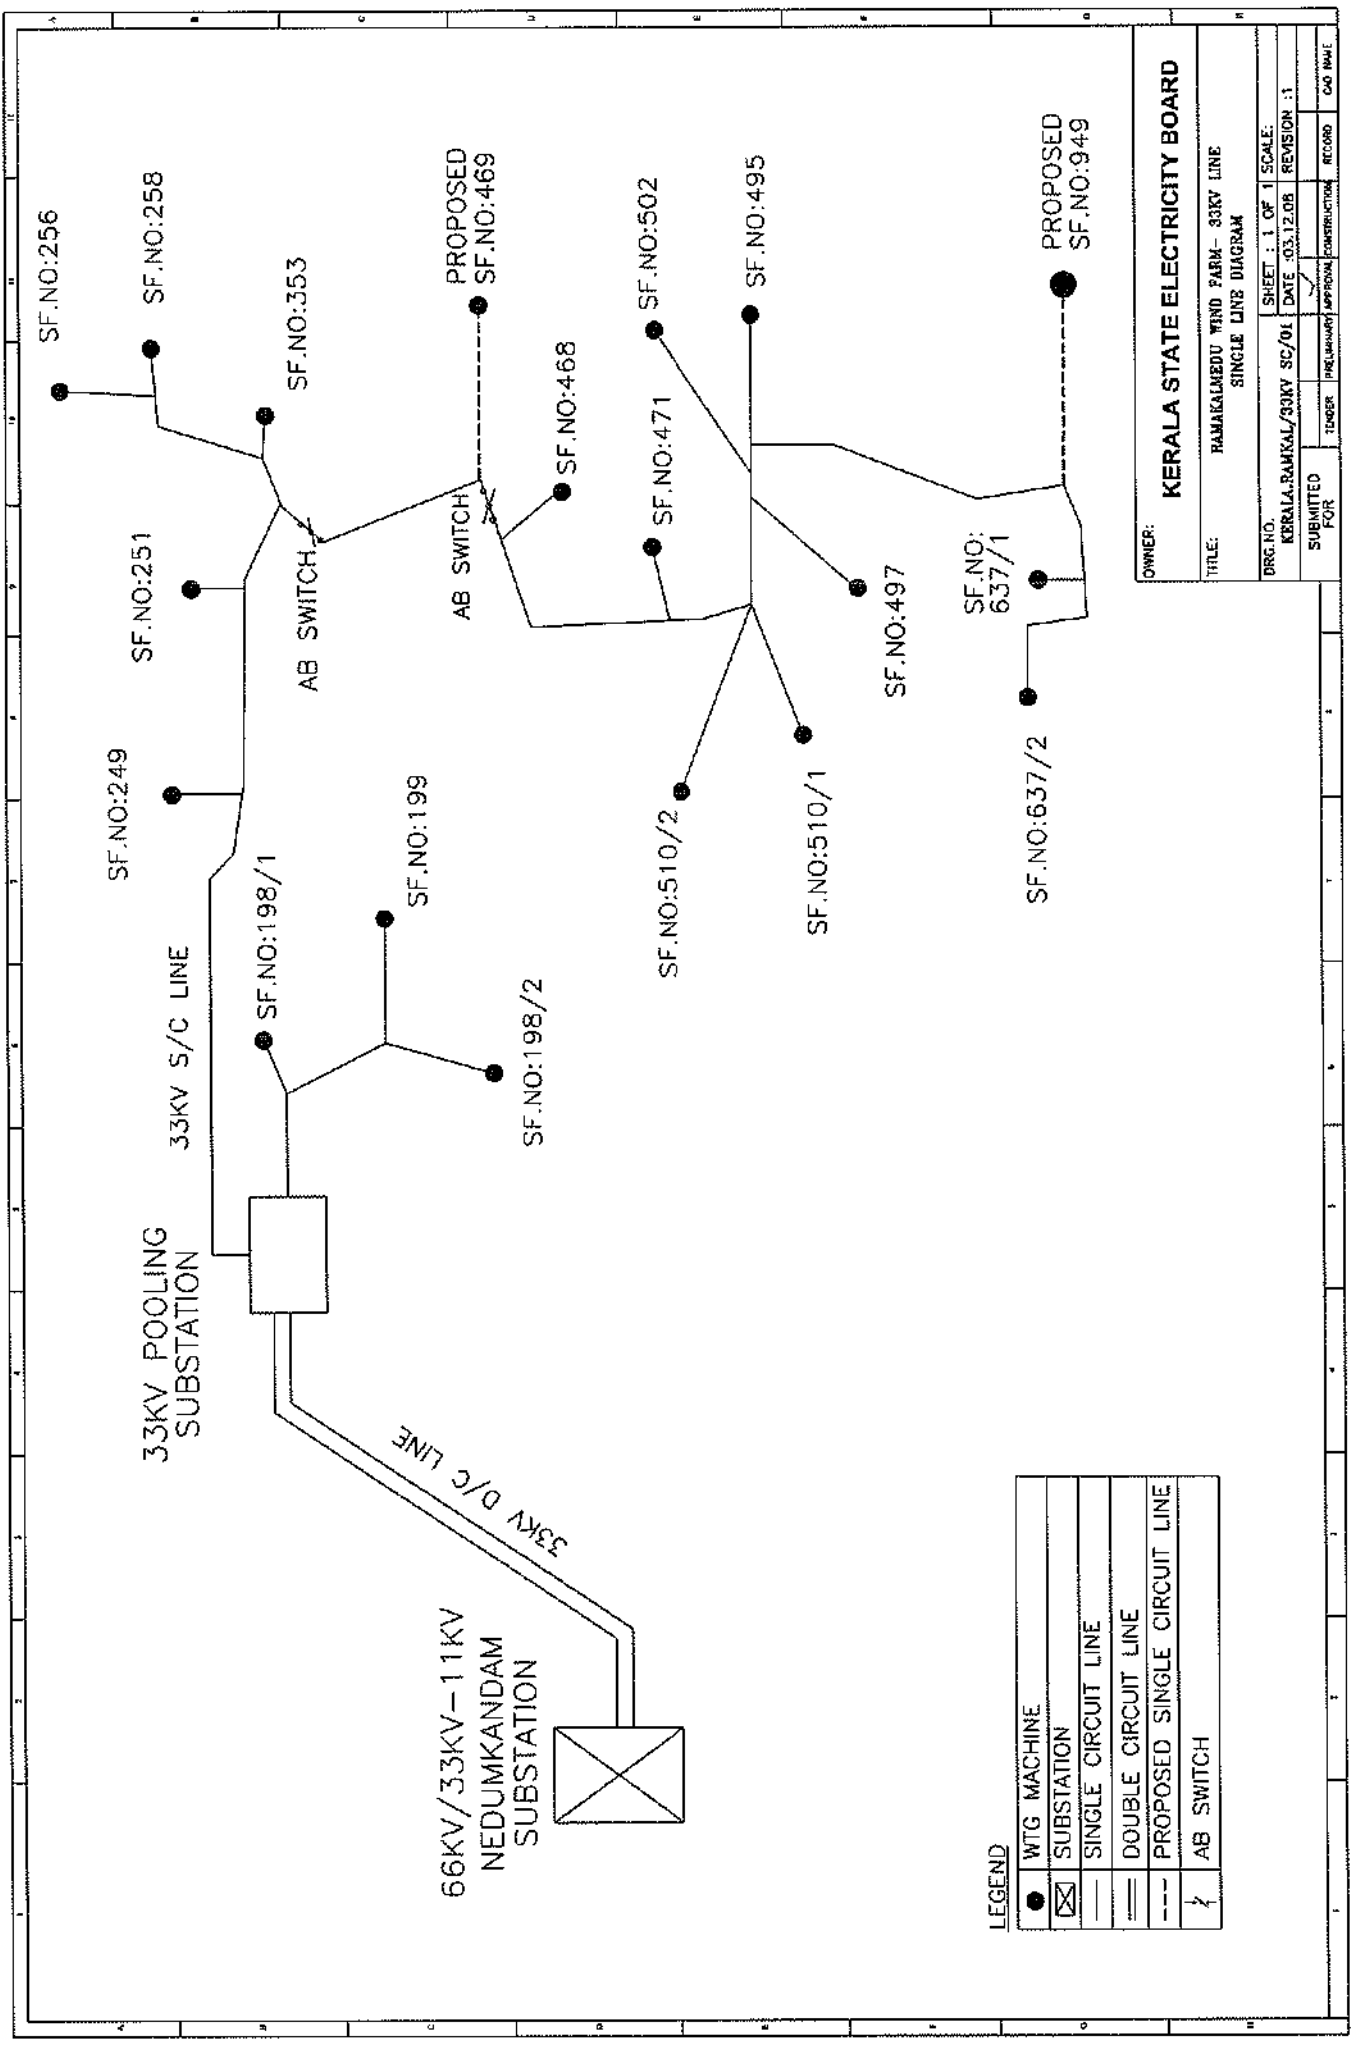 66KV/33KV-11KV
NEDUMKANDAM
SUBSTATION
33KV D/C LINE
33KV POOLING
SUBSTATION
33KV S/C LINE
SF.NO:198/1
SF.NO:199
SF.NO:198/2
SF.NO:249
SF.NO:251
SF.NO:256
SF.NO:258
SF.NO:353
AB SWITCH
PROPOSED
SF.NO:469
AB SWITCH
SF.NO:468
SF.NO:471
SF.NO:502
SF.NO:495
SF.NO:497
SF.NO:510/2
SF.NO:510/1
SF.NO:
637/1
SF.NO:637/2
PROPOSED
SF.NO:949
LEGEND
WTG MACHINE
SUBSTATION
SINGLE CIRCUIT LINE
DOUBLE CIRCUIT LINE
PROPOSED SINGLE CIRCUIT LINE
AB SWITCH
OWNER:
KERALA STATE ELECTRICITY BOARD
TITLE:
RAMAKALMEDU WIND FARM- 33KV LINE
SINGLE LINE DIAGRAM
DRG.NO.
KERALA.RAMKAL/33KV SC/01
SHEET : 1 OF 1
SCALE:
DATE :03.12.08
REVISION :1
SUBMITTED
FOR
TENDER
PRELIMINARY
APPROVAL
CONSTRUCTION
RECORD
CAD NAME